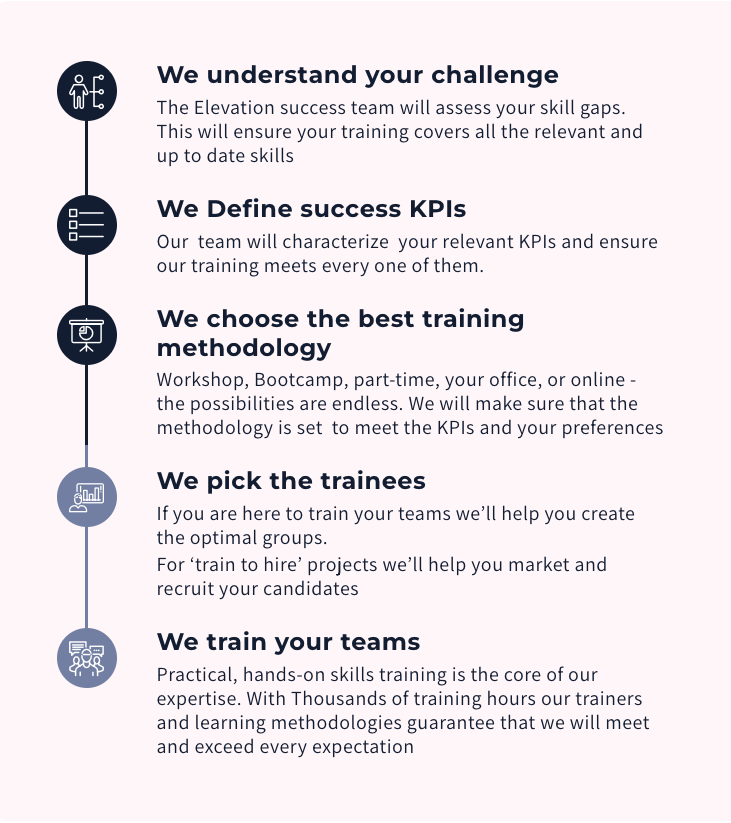 We understand your challenge
The Elevation success team will assess your skill gaps.
This will ensure your training covers all the relevant and
up to date skills
We Define success KPIs
Our  team will characterize  your relevant KPIs and ensure
our training meets every one of them.
We choose the best training
methodology
Workshop, Bootcamp, part-time, your office, or online -
the possibilities are endless. We will make sure that the
methodology is set  to meet the KPIs and your preferences
We pick the trainees
If you are here to train your teams we’ll help you create
the optimal groups.
For ‘train to hire’ projects we’ll help you market and
recruit your candidates
We train your teams
Practical, hands-on skills training is the core of our
expertise. With Thousands of training hours our trainers
and learning methodologies guarantee that we will meet
and exceed every expectation